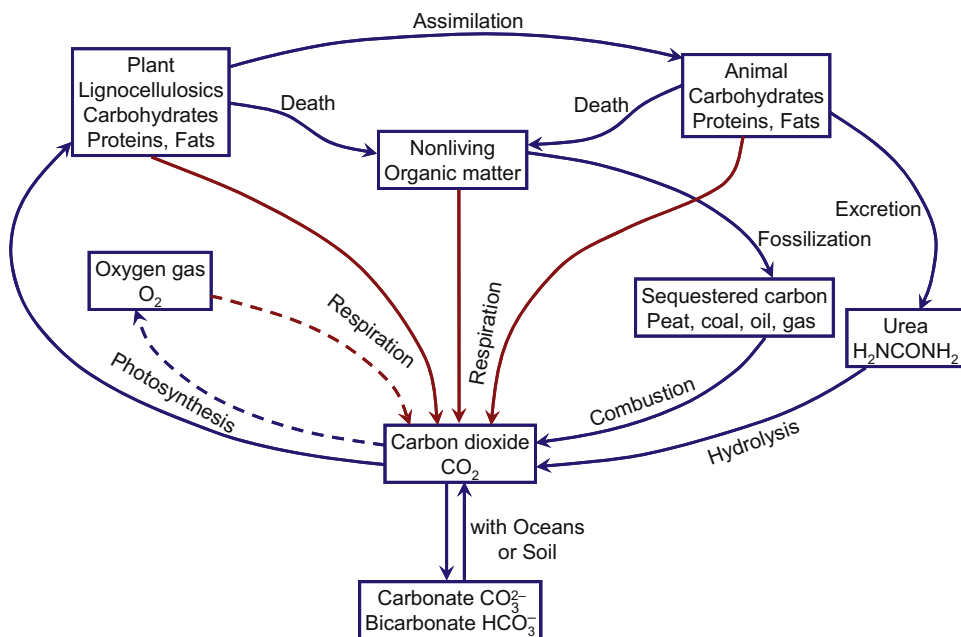 Assimilation
Plant
Lignocellulosics
Carbohydrates
Proteins, Fats
Animal
Carbohydrates
Proteins, Fats
Death
Death
Nonliving
Organic matter
Excretion
Fossilization
Oxygen gas
O₂
Sequestered carbon
Peat, coal, oil, gas
Urea
H₂NCONH₂
Respiration
Respiration
Photosynthesis
Combustion
Hydrolysis
Carbon dioxide
CO₂
with Oceans
or Soil
Carbonate CO₃²⁻
Bicarbonate HCO₃⁻